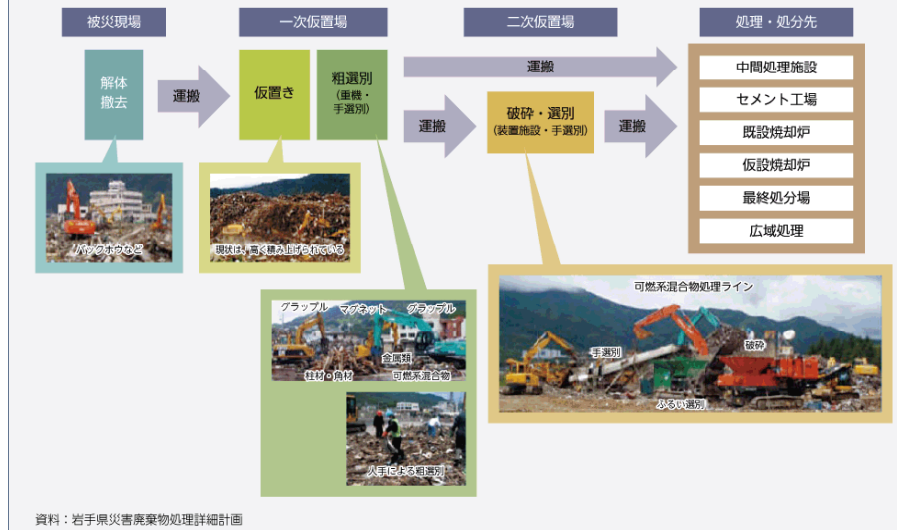 被災現場
一次仮置場
二次仮置場
処理・処分先
解体
撤去
運搬
仮置き
粗選別
(重機・
手選別)
運搬
運搬
破砕・選別
(装置施設・手選別)
運搬
中間処理施設
セメント工場
既設焼却炉
仮設焼却炉
最終処分場
広域処理
バックホウなど
現状は、高く積み上げられている
グラップル
マグネット
グラップル
金属類
柱材・角材
可燃系混合物
人手による粗選別
可燃系混合物処理ライン
手選別
破砕
ふるい選別
資料：岩手県災害廃棄物処理詳細計画